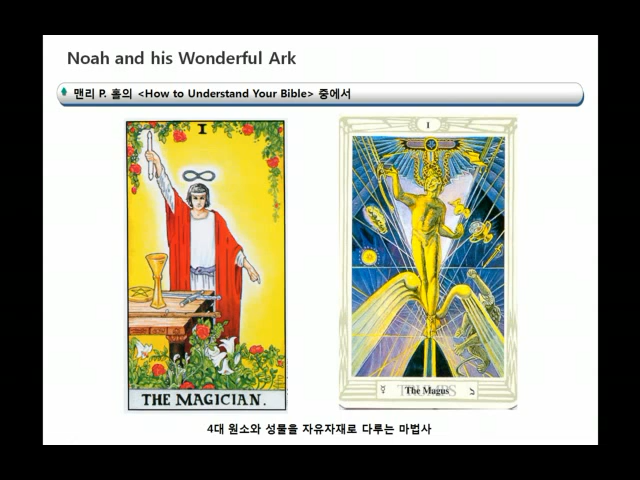 Noah and his Wonderful Ark
맨리 P. 홀의 <How to Understand Your Bible> 중에서
I
THE MAGICIAN.
I
The Magus
4대 원소와 성물을 자유자재로 다루는 마법사